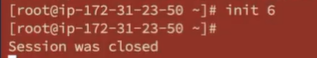 [root@ip-172-31-23-50 ~]# init 6
[root@ip-172-31-23-50 ~]#
Session was closed